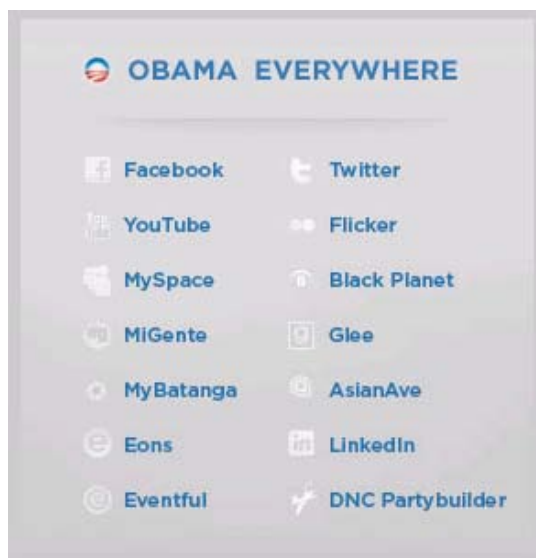 OBAMA EVERYWHERE
Facebook
Twitter
YouTube
Flicker
MySpace
Black Planet
MiGente
Glee
MyBatanga
AsianAve
Eons
LinkedIn
Eventful
DNC Partybuilder